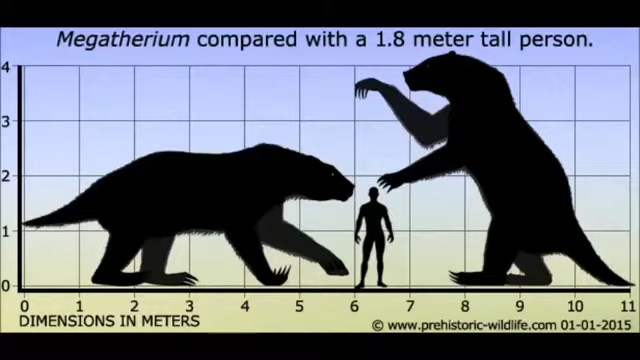 Megatherium compared with a 1.8 meter tall person.
4
3
2
1
0
0 1 2 3 4 5 6 7 8 9 10 11
DIMENSIONS IN METERS
© www.prehistoric-wildlife.com 01-01-2015